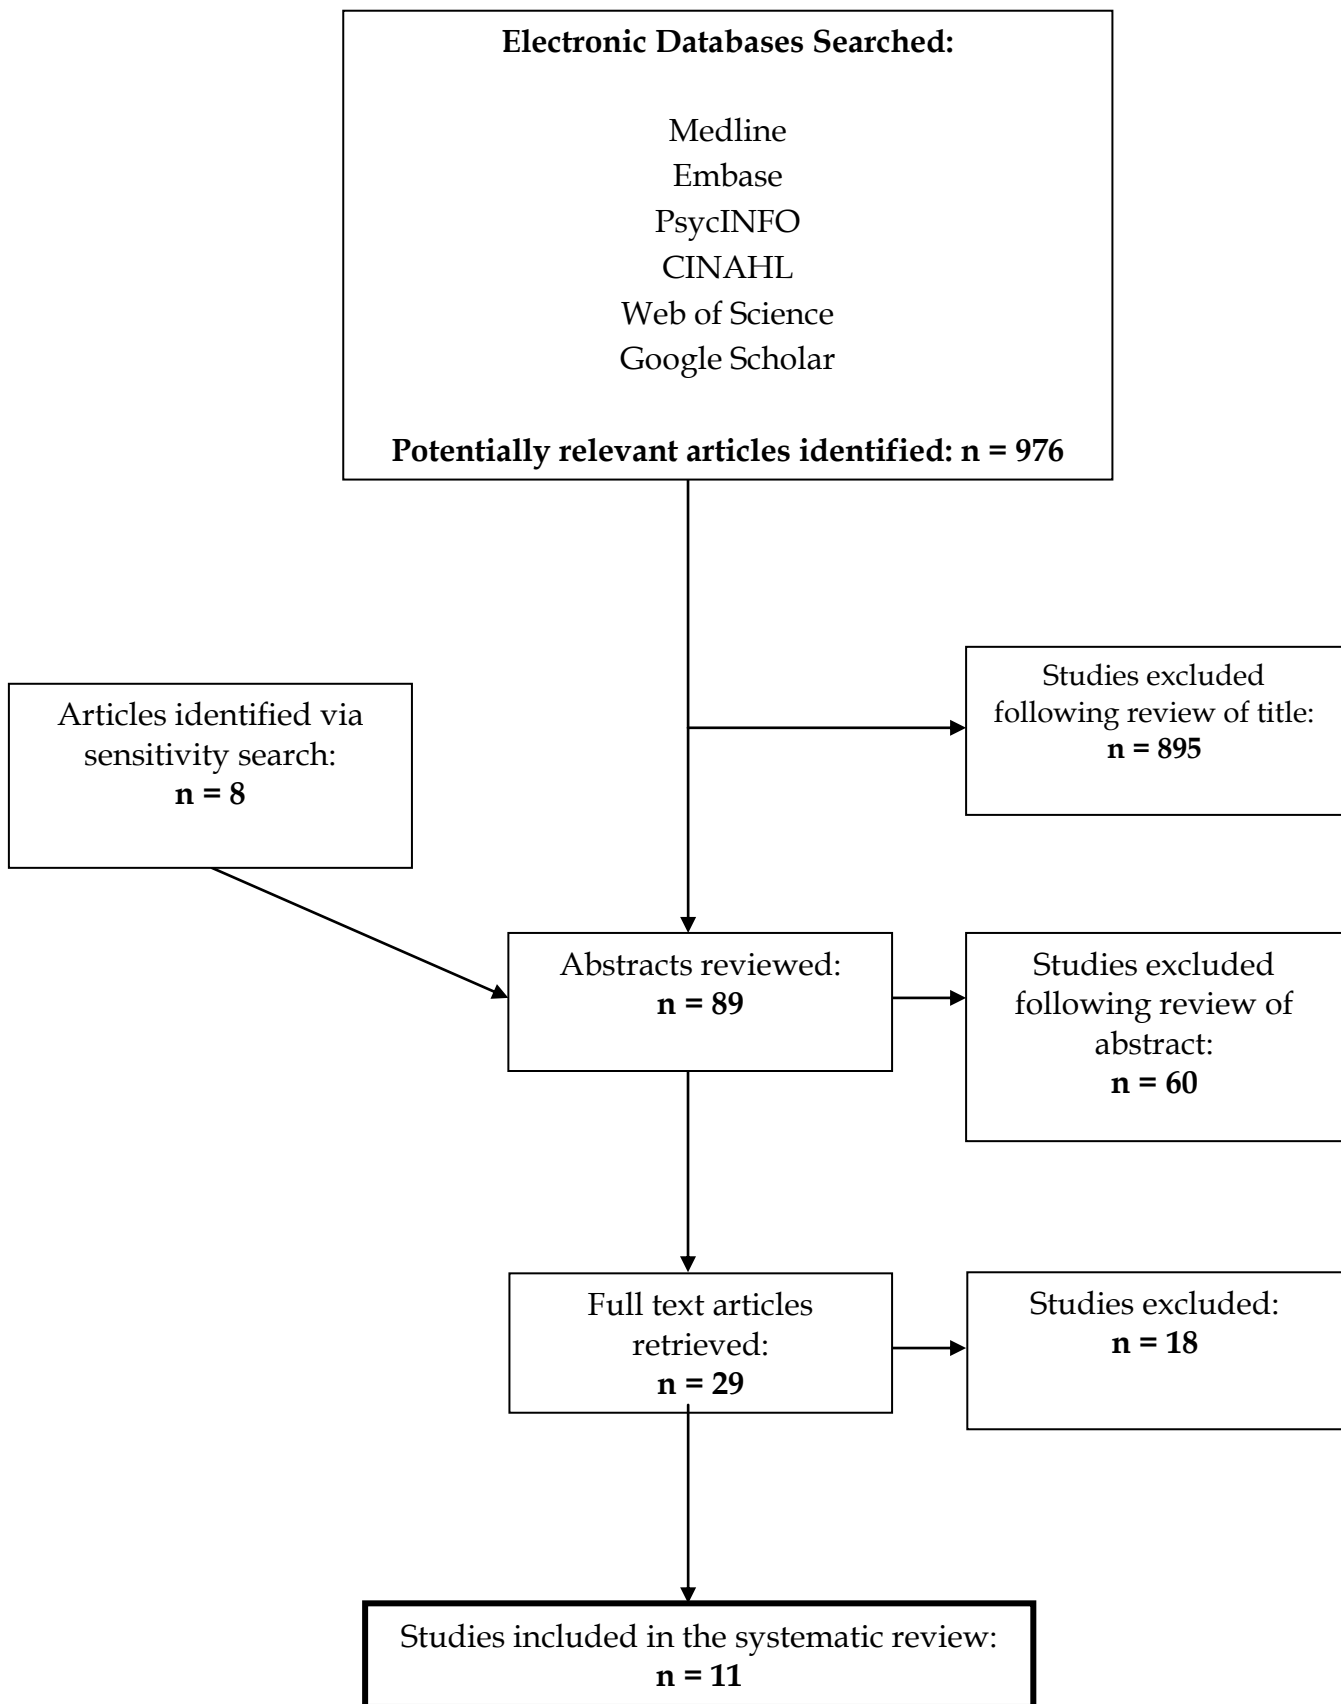 Electronic Databases Searched:
Medline
Embase
PsycINFO
CINAHL
Web of Science
Google Scholar
Potentially relevant articles identified: n = 976
Studies excluded
following review of title:
n = 895
Articles identified via
sensitivity search:
n = 8
Abstracts reviewed:
n = 89
Studies excluded
following review of
abstract:
n = 60
Full text articles
retrieved:
n = 29
Studies excluded:
n = 18
Studies included in the systematic review:
n = 11